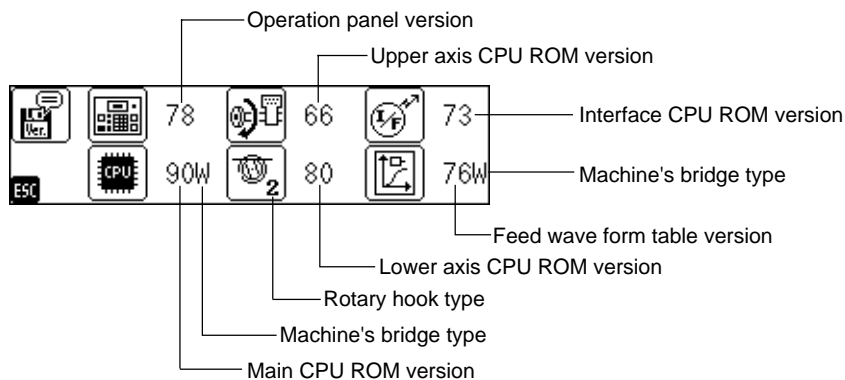 Operation panel version
Upper axis CPU ROM version
Ver. 78 66 I/F 73
Interface CPU ROM version
ESC CPU 90W 2 80 76W
Machine's bridge type
Feed wave form table version
Lower axis CPU ROM version
Rotary hook type
Machine's bridge type
Main CPU ROM version